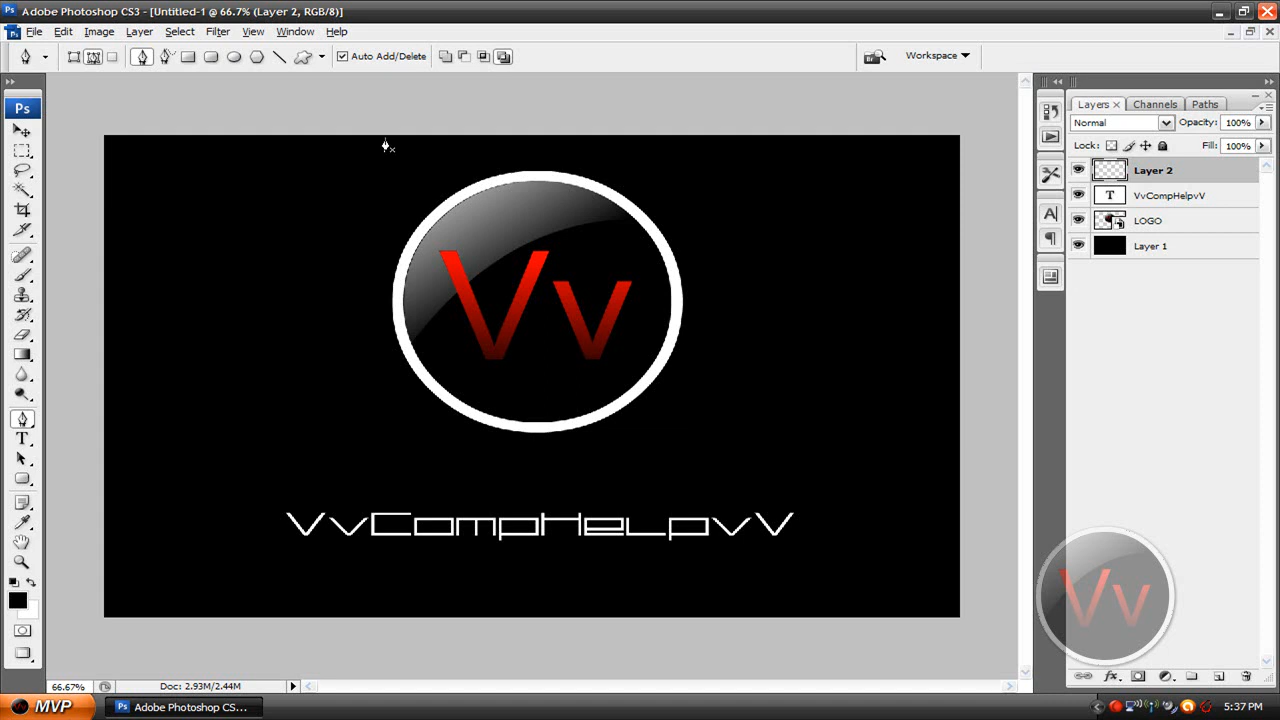 Adobe Photoshop CS3 - [Untitled-1 @ 66.7% (Layer 2, RGB/8)]
File Edit Image Layer Select Filter View Window Help
Auto Add/Delete
Workspace
Ps
Layers Channels Paths
Normal Opacity: 100%
Lock: Fill: 100%
Layer 2
T VvCompHelpvV
LOGO
Layer 1
Vv
VvCompHelpvV
Vv
66.67% Doc: 2.93M/2.44M
MVP Ps Adobe Photoshop CS... 5:37 PM